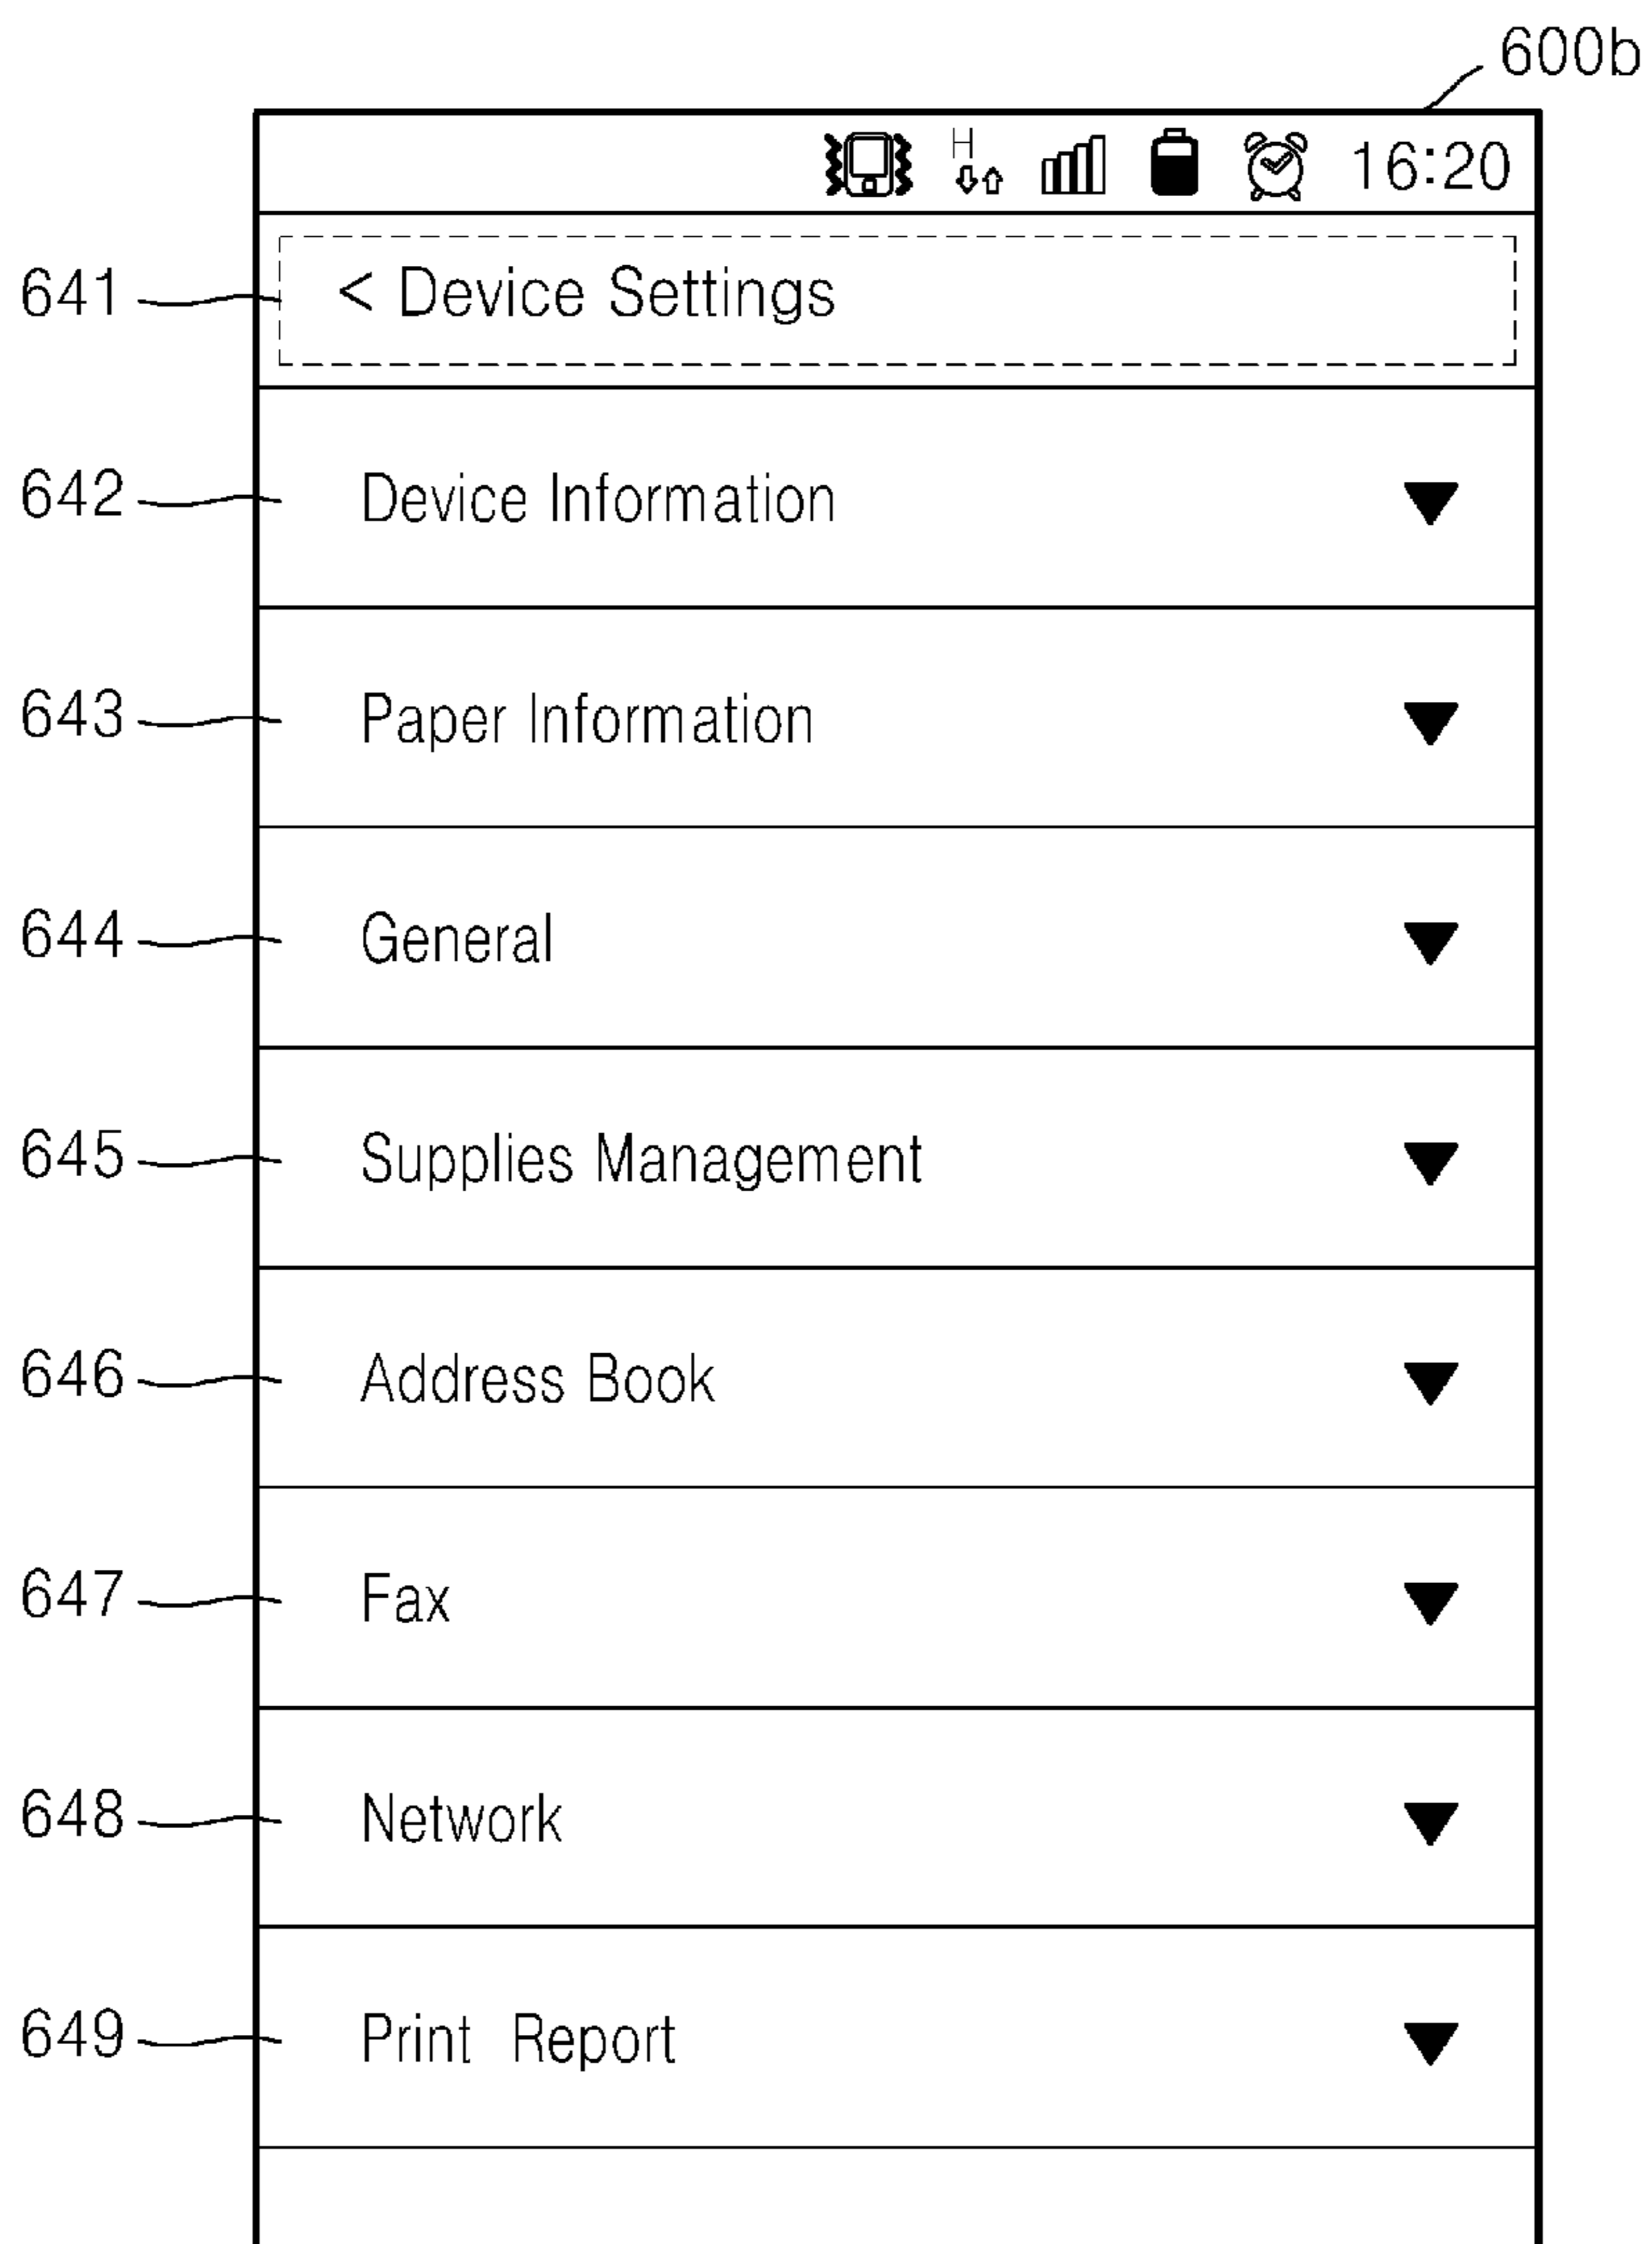 600b
H 16:20
641 < Device Settings
642 Device Information
643 Paper Information
644 General
645 Supplies Management
646 Address Book
647 Fax
648 Network
649 Print Report